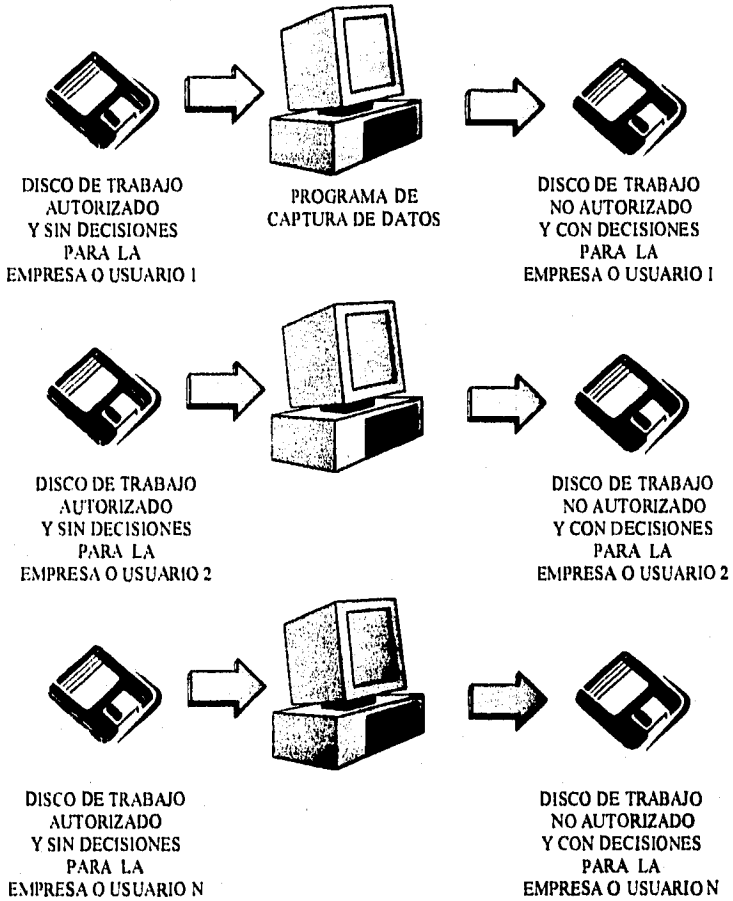 DISCO DE TRABAJO
AUTORIZADO
Y SIN DECISIONES
PARA LA
EMPRESA O USUARIO 1
PROGRAMA DE
CAPTURA DE DATOS
DISCO DE TRABAJO
NO AUTORIZADO
Y CON DECISIONES
PARA LA
EMPRESA O USUARIO 1
DISCO DE TRABAJO
AUTORIZADO
Y SIN DECISIONES
PARA LA
EMPRESA O USUARIO 2
DISCO DE TRABAJO
NO AUTORIZADO
Y CON DECISIONES
PARA LA
EMPRESA O USUARIO 2
DISCO DE TRABAJO
AUTORIZADO
Y SIN DECISIONES
PARA LA
EMPRESA O USUARIO N
DISCO DE TRABAJO
NO AUTORIZADO
Y CON DECISIONES
PARA LA
EMPRESA O USUARIO N